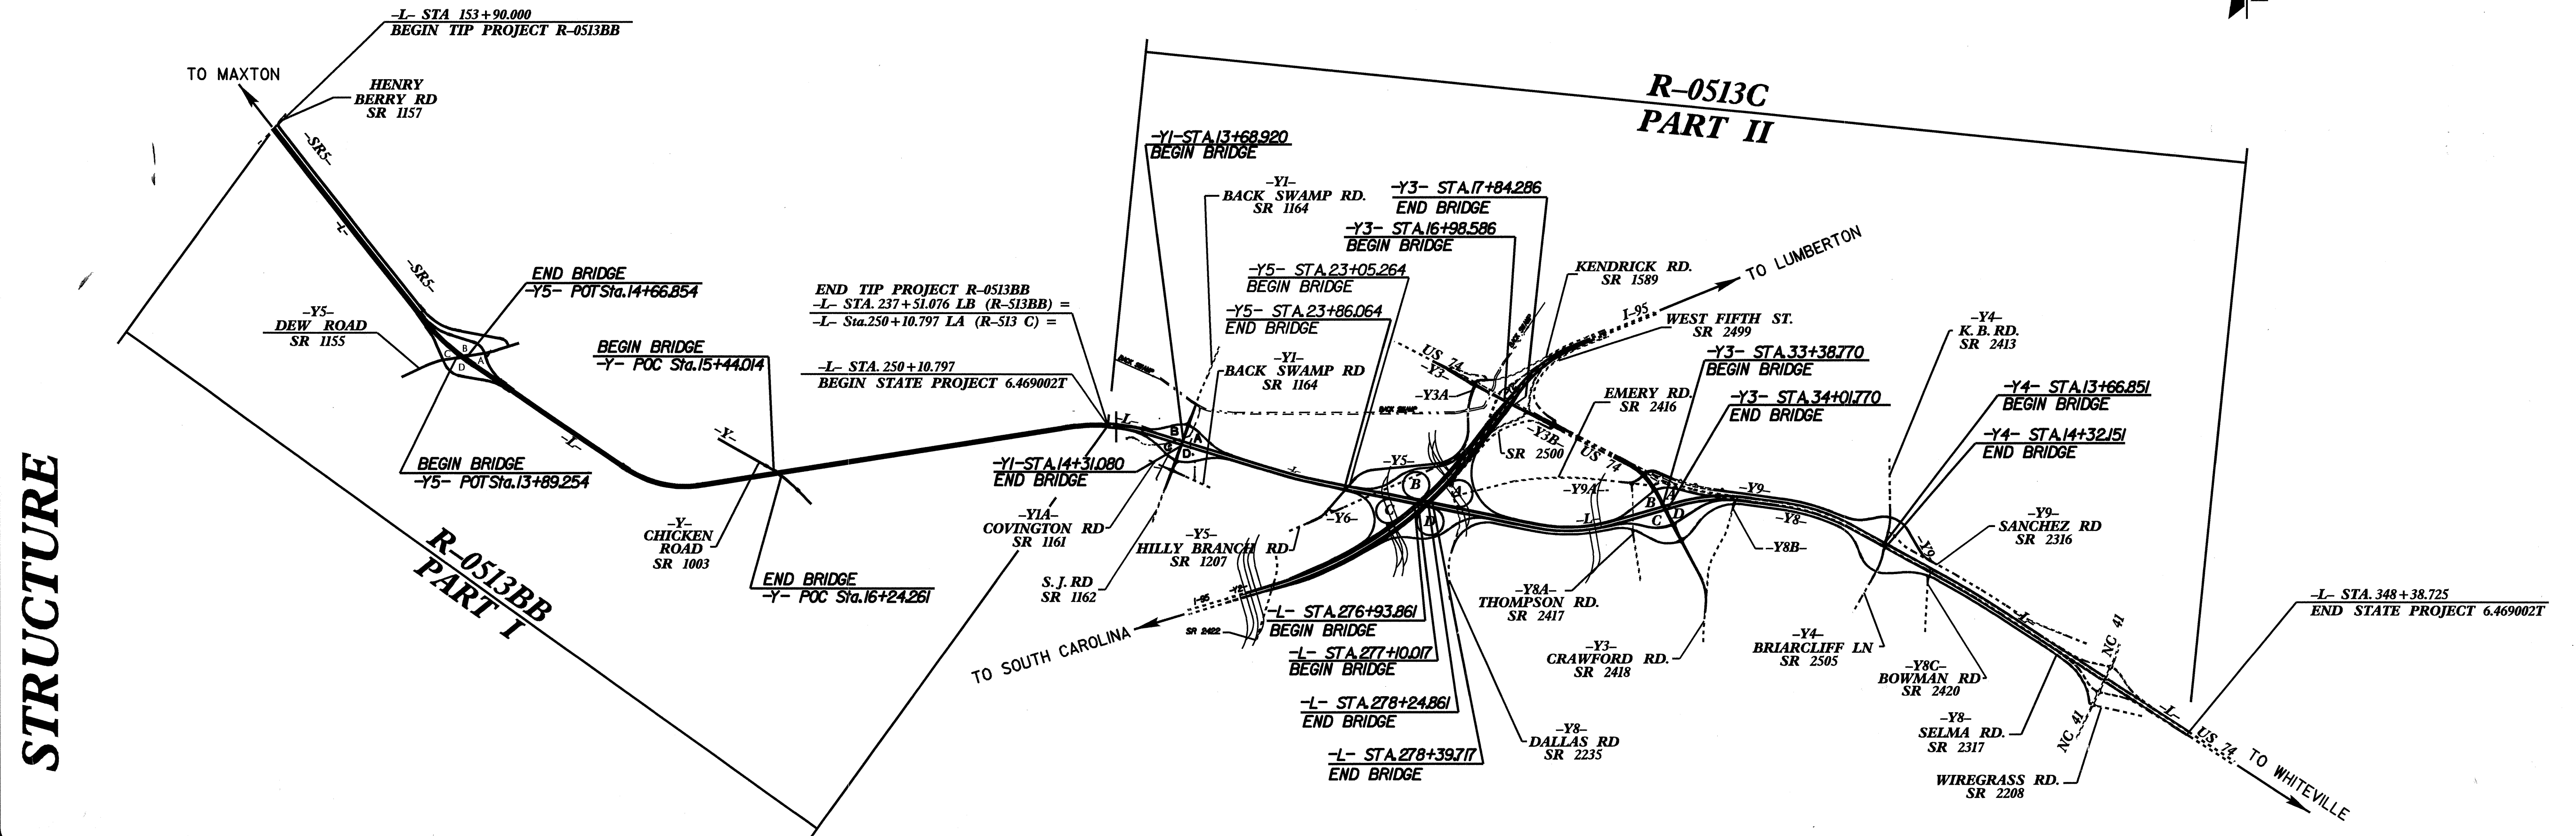 STRUCTURE
-L- STA 153+90.000
BEGIN TIP PROJECT R-0513BB
TO MAXTON
HENRY
BERRY RD
SR 1157
-SR5-
-L-
-SR5-
END BRIDGE
-Y5- POTSta.14+66.854
-Y5-
DEW ROAD
SR 1155
C
B
A
D
BEGIN BRIDGE
-Y5- POTSta.13+89.254
-L-
R-0513BB
PART I
BEGIN BRIDGE
-Y- POC Sta.15+44.014
-Y-
-Y-
CHICKEN
ROAD
SR 1003
END BRIDGE
-Y- POC Sta.16+24.261
END TIP PROJECT R-0513BB
-L- STA. 237+51.076 LB (R-513BB) =
-L- Sta.250+10.797 LA (R-513 C) =
-L- STA. 250+10.797
BEGIN STATE PROJECT 6.469002T
R-0513C
PART II
-Y1-STA.13+68.920
BEGIN BRIDGE
-Y1-
BACK SWAMP RD.
SR 1164
-Y3- STA.17+84.286
END BRIDGE
-Y3- STA.16+98.586
BEGIN BRIDGE
-Y5- STA.23+05.264
BEGIN BRIDGE
-Y5- STA.23+86.064
END BRIDGE
-Y1-
BACK SWAMP RD
SR 1164
BACK SWAMP
BACK SWAMP
BACK SWAMP
KENDRICK RD.
SR 1589
TO LUMBERTON
I-95
WEST FIFTH ST.
SR 2499
US 74
-Y3-
-Y3A-
-Y3B-
EMERY RD.
SR 2416
-Y3- STA.33+38.770
BEGIN BRIDGE
-Y3- STA.34+01.770
END BRIDGE
-Y4-
K. B. RD.
SR 2413
-Y4- STA.13+66.851
BEGIN BRIDGE
-Y4- STA.14+32.151
END BRIDGE
-L-
B
A
C
D
-Y1-STA.14+31.080
END BRIDGE
-L-
-Y5-
B
A
C
D
-Y6-
SR 2500
US 74
-Y9A-
B
A
C
D
-L-
-Y9-
-Y8-
-Y8B-
-Y1A-
COVINGTON RD
SR 1161
-Y5-
HILLY BRANCH RD
SR 1207
S. J. RD
SR 1162
-Y2-
I-95
SR 2422
TO SOUTH CAROLINA
-L- STA.276+93.861
BEGIN BRIDGE
-L- STA.277+10.017
BEGIN BRIDGE
-L- STA.278+24.861
END BRIDGE
-L- STA.278+39.717
END BRIDGE
-Y8A-
THOMPSON RD.
SR 2417
-Y3-
CRAWFORD RD.
SR 2418
-Y8-
DALLAS RD
SR 2235
-Y9-
SANCHEZ RD
SR 2316
-Y9-
-Y4-
BRIARCLIFF LN
SR 2505
-Y8C-
BOWMAN RD
SR 2420
-L-
NC 41
-Y8-
SELMA RD.
SR 2317
NC 41
WIREGRASS RD.
SR 2208
-L- STA. 348+38.725
END STATE PROJECT 6.469002T
-L-
US 74
TO WHITEVILLE